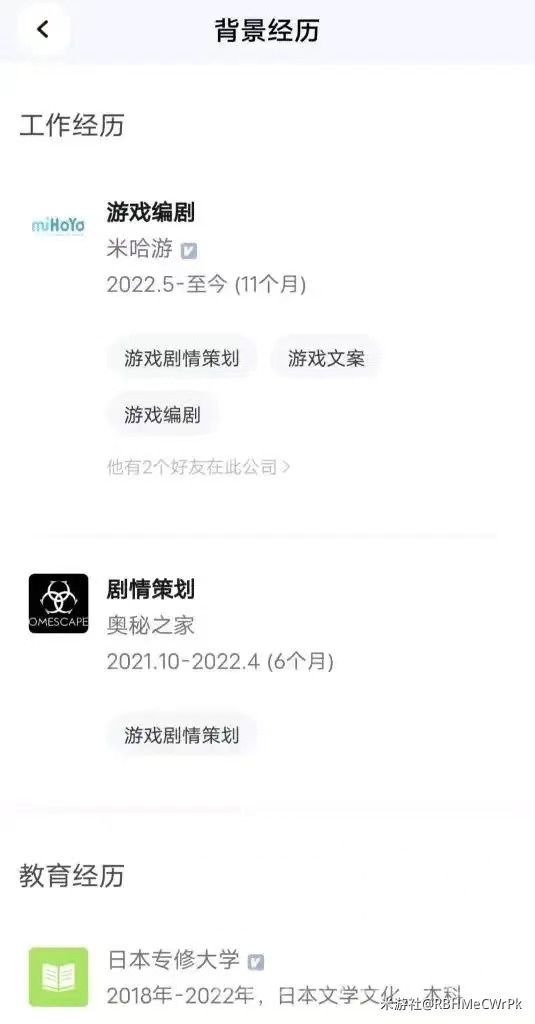 背景经历
工作经历
miHoYo
游戏编剧
米哈游
2022.5-至今 (11个月)
游戏剧情策划
游戏文案
游戏编剧
他有2个好友在此公司
剧情策划
OMESCAPE
奥秘之家
2021.10-2022.4 (6个月)
游戏剧情策划
教育经历
日本专修大学
2018年-2022年，日本文学文化，本科
米游社@RBHMeCWrPk